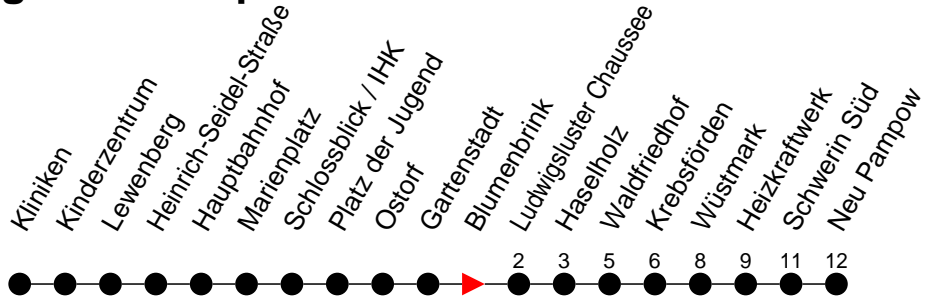 Kliniken
Kinderzentrum
Lewenberg
Heinrich-Seidel-Straße
Hauptbahnhof
Marienplatz
Schlossblick / IHK
Platz der Jugend
Ostorf
Gartenstadt
Blumenbrink
Ludwigsluster Chaussee
Haselholz
Waldfriedhof
Krebsförden
Wüstmark
Heizkraftwerk
Schwerin Süd
Neu Pampow
2 3 5 6 8 9 11 12